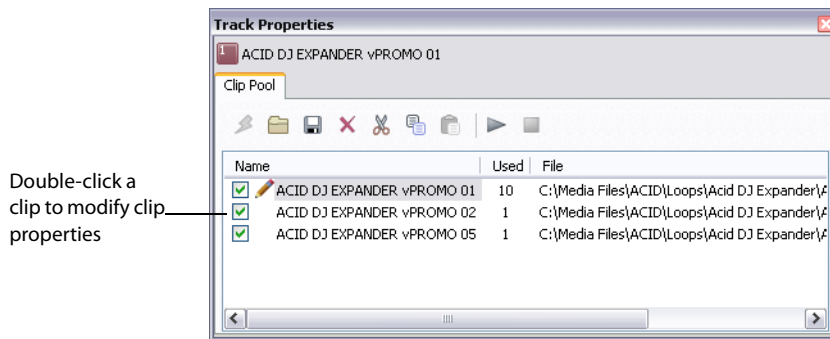 Track Properties
1 ACID DJ EXPANDER vPROMO 01
Clip Pool
Name Used File
ACID DJ EXPANDER vPROMO 01 10 C:\Media Files\ACID\Loops\Acid DJ Expander\A
ACID DJ EXPANDER vPROMO 02 1 C:\Media Files\ACID\Loops\Acid DJ Expander\A
ACID DJ EXPANDER vPROMO 05 1 C:\Media Files\ACID\Loops\Acid DJ Expander\A
Double-click a
clip to modify clip
properties